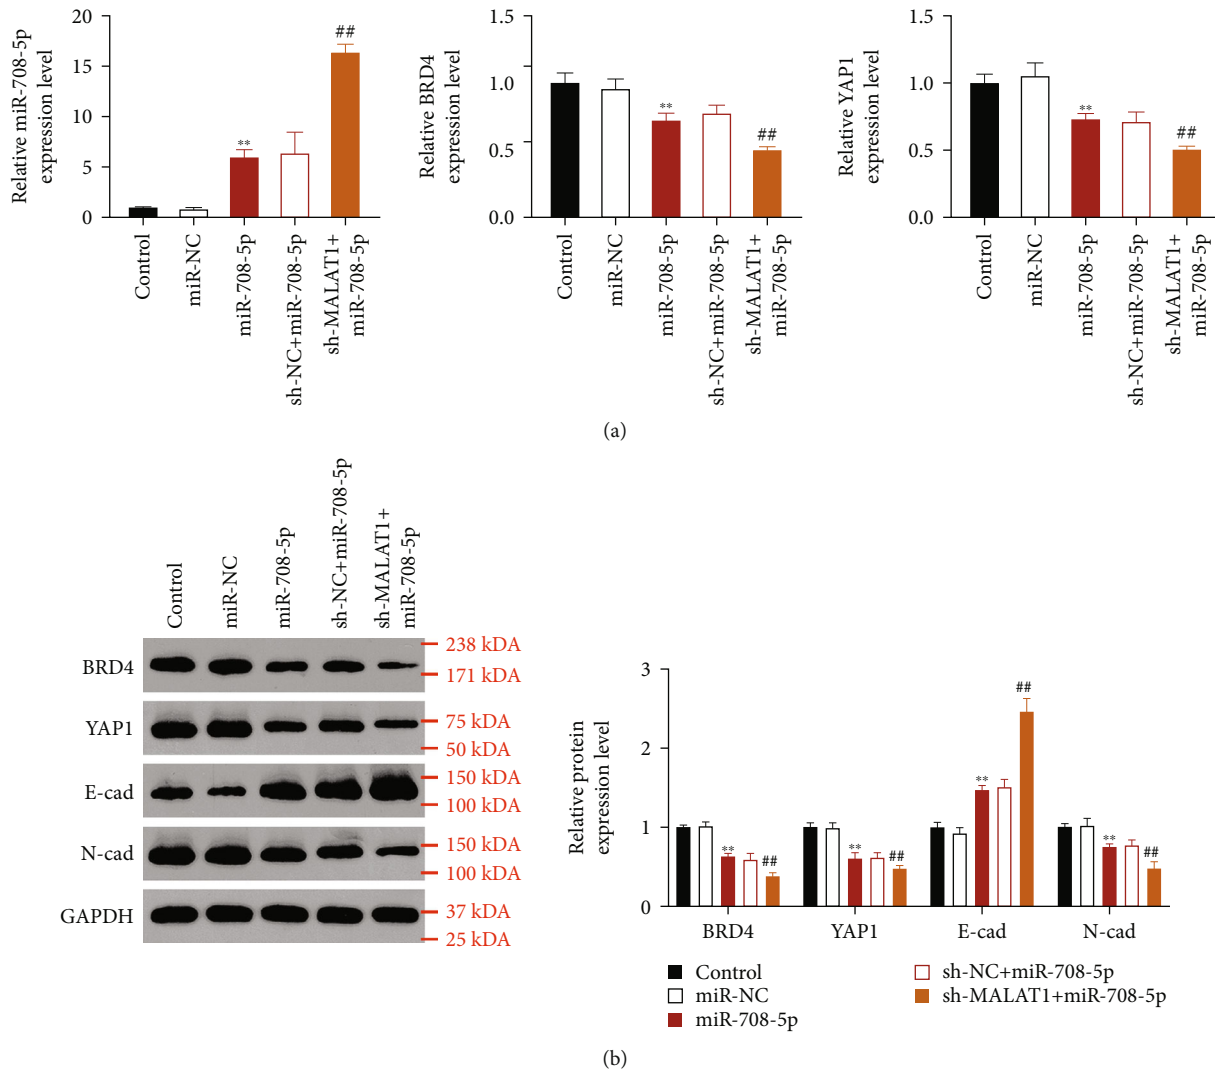 Relative miR-708-5p
expression level
20
15
10
5
0
**
##
Control
miR-NC
miR-708-5p
sh-NC+miR-708-5p
sh-MALAT1+
miR-708-5p
Relative BRD4
expression level
1.5
1.0
0.5
0.0
**
##
Control
miR-NC
miR-708-5p
sh-NC+miR-708-5p
sh-MALAT1+
miR-708-5p
Relative YAP1
expression level
1.5
1.0
0.5
0.0
**
##
Control
miR-NC
miR-708-5p
sh-NC+miR-708-5p
sh-MALAT1+
miR-708-5p
(a)
Control
miR-NC
miR-708-5p
sh-NC+miR-708-5p
sh-MALAT1+
miR-708-5p
BRD4
238 kDA
171 kDA
YAP1
75 kDA
50 kDA
E-cad
150 kDA
100 kDA
N-cad
150 kDA
100 kDA
GAPDH
37 kDA
25 kDA
Relative protein
expression level
3
2
1
0
**
##
**
##
**
##
**
##
BRD4
YAP1
E-cad
N-cad
Control
miR-NC
miR-708-5p
sh-NC+miR-708-5p
sh-MALAT1+miR-708-5p
(b)